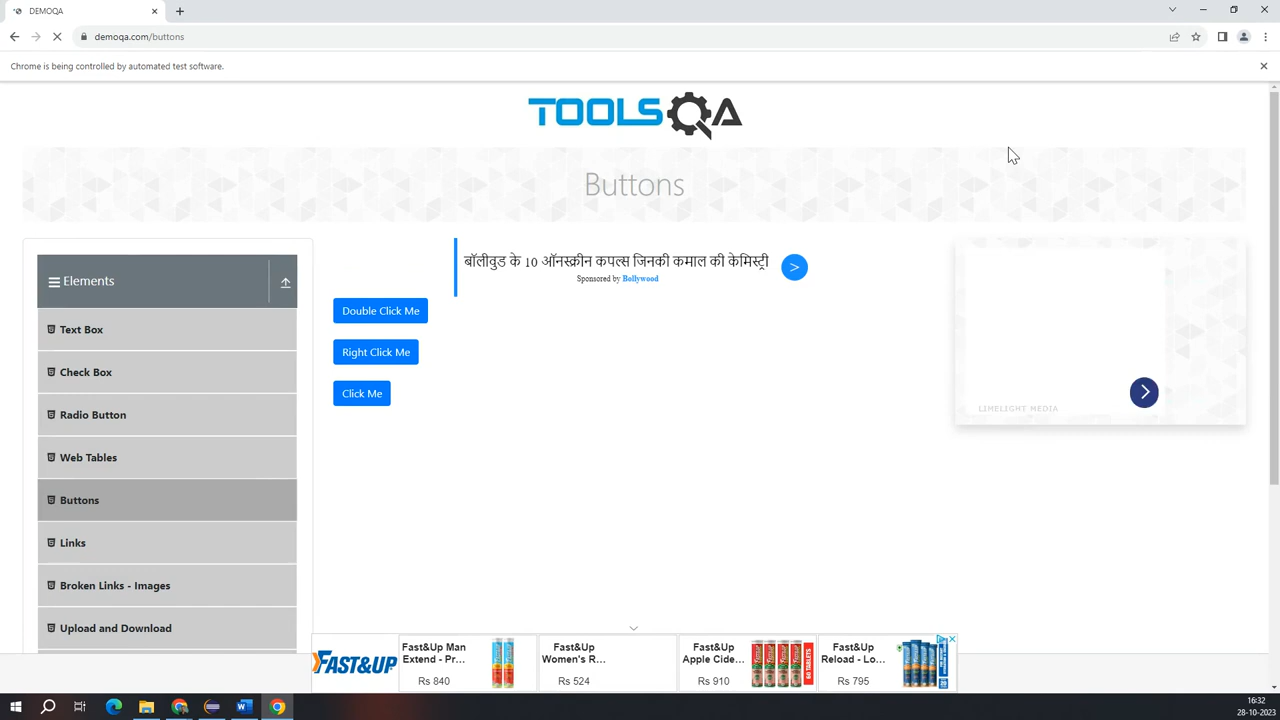 DEMOQA
demoqa.com/buttons
Chrome is being controlled by automated test software.
TOOLSQA
Buttons
Elements
Text Box
Check Box
Radio Button
Web Tables
Buttons
Links
Broken Links - Images
Upload and Download
बॉलीवुड के 10 ऑनस्क्रीन कपल्स जिनकी कमाल की केमिस्ट्री
Sponsored by Bollywood
>
Double Click Me
Right Click Me
Click Me
LIMELIGHT MEDIA
FAST&UP
Fast&Up Man
Extend - Pr...
Rs 840
Fast&Up
Women's R...
Rs 524
Fast&Up
Apple Cide...
Rs 910
Fast&Up
Reload - Lo...
Rs 795
16:32
28-10-2023